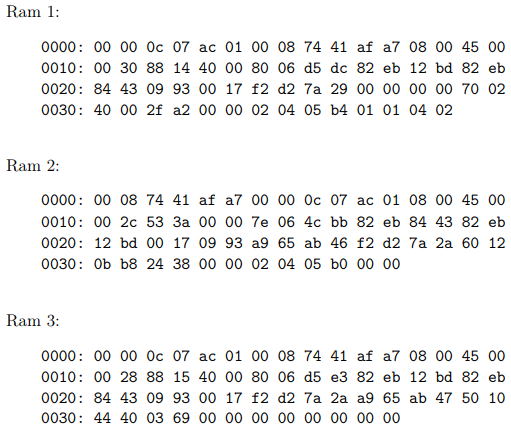 Ram 1:
0000: 00 00 0c 07 ac 01 00 08 74 41 af a7 08 00 45 00
0010: 00 30 88 14 40 00 80 06 d5 dc 82 eb 12 bd 82 eb
0020: 84 43 09 93 00 17 f2 d2 7a 29 00 00 00 00 70 02
0030: 40 00 2f a2 00 00 02 04 05 b4 01 01 04 02
Ram 2:
0000: 00 08 74 41 af a7 00 00 0c 07 ac 01 08 00 45 00
0010: 00 2c 53 3a 00 00 7e 06 4c bb 82 eb 84 43 82 eb
0020: 12 bd 00 17 09 93 a9 65 ab 46 f2 d2 7a 2a 60 12
0030: 0b b8 24 38 00 00 02 04 05 b0 00 00
Ram 3:
0000: 00 00 0c 07 ac 01 00 08 74 41 af a7 08 00 45 00
0010: 00 28 88 15 40 00 80 06 d5 e3 82 eb 12 bd 82 eb
0020: 84 43 09 93 00 17 f2 d2 7a 2a a9 65 ab 47 50 10
0030: 44 40 03 69 00 00 00 00 00 00 00 00